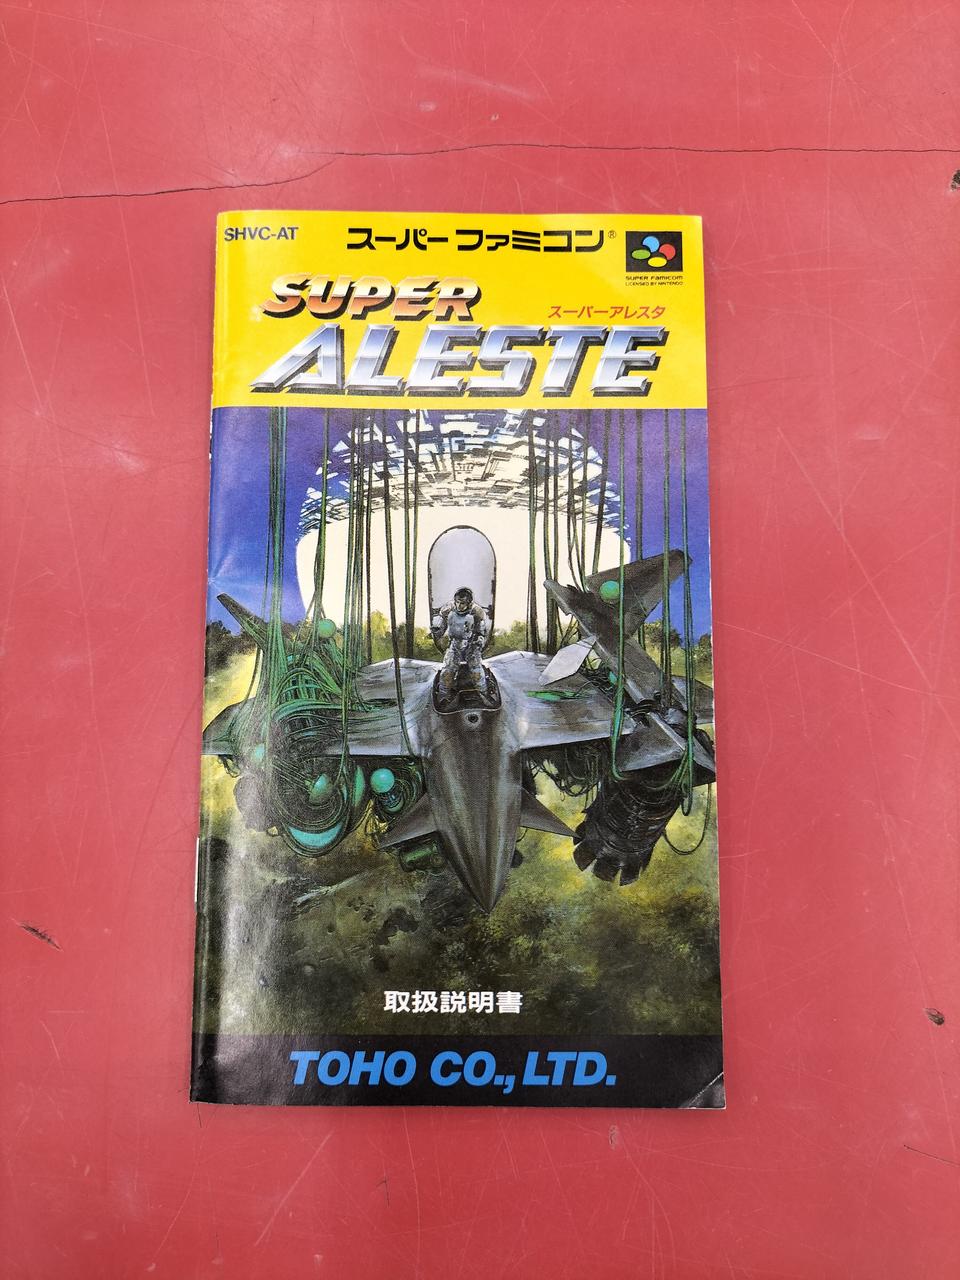 SHVC-AT
スーパーファミコン®
SUPER FAMICOM
LICENSED BY NINTENDO
SUPER
スーパーアレスタ
ALESTE
取扱説明書
TOHO CO., LTD.